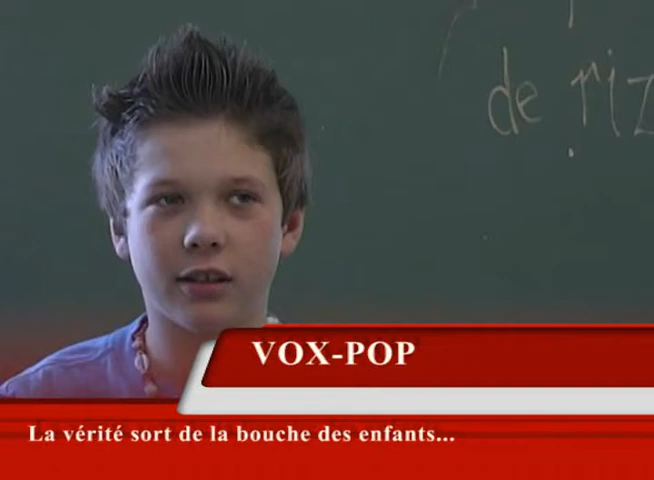 de riz
VOX-POP
La vérité sort de la bouche des enfants...